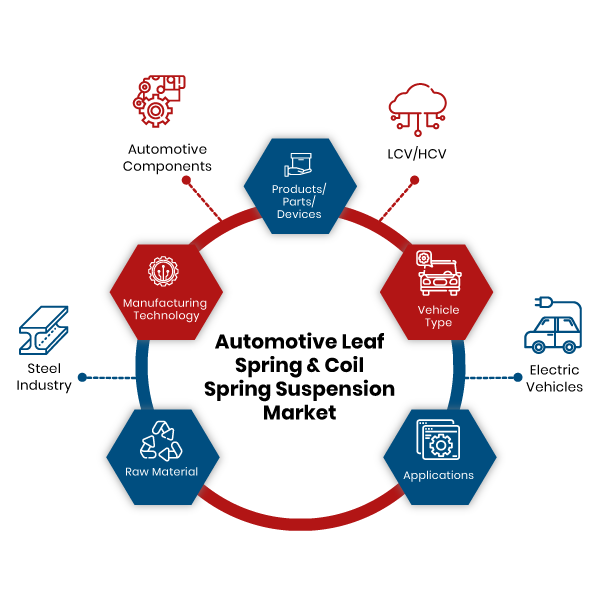 Automotive
Components
LCV/HCV
Products/
Parts/
Devices
Manufacturing
Technology
Vehicle
Type
Automotive Leaf
Spring & Coil
Spring Suspension
Market
Steel
Industry
Electric
Vehicles
Raw Material
Applications